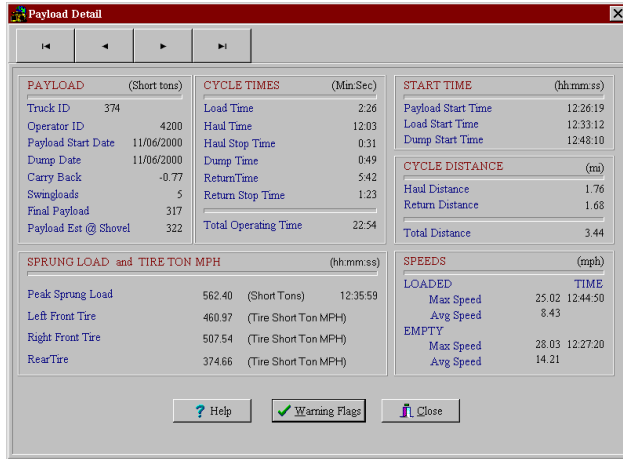 Payload Detail
PAYLOAD (Short tons)
Truck ID 374
Operator ID 4200
Payload Start Date 11/06/2000
Dump Date 11/06/2000
Carry Back -0.77
Swingloads 5
Final Payload 317
Payload Est @ Shovel 322
CYCLE TIMES (Min:Sec)
Load Time 2:26
Haul Time 12:03
Haul Stop Time 0:31
Dump Time 0:49
ReturnTime 5:42
Return Stop Time 1:23
Total Operating Time 22:54
START TIME (hh:mm:ss)
Payload Start Time 12:26:19
Load Start Time 12:33:12
Dump Start Time 12:48:10
CYCLE DISTANCE (mi)
Haul Distance 1.76
Return Distance 1.68
Total Distance 3.44
SPRUNG LOAD and TIRE TON MPH (hh:mm:ss)
Peak Sprung Load 562.40 (Short Tons) 12:35:59
Left Front Tire 460.97 (Tire Short Ton MPH)
Right Front Tire 507.54 (Tire Short Ton MPH)
RearTire 374.66 (Tire Short Ton MPH)
SPEEDS (mph)
LOADED TIME
Max Speed 25.02 12:44:50
Avg Speed 8.43
EMPTY
Max Speed 28.03 12:27:20
Avg Speed 14.21
Help Warning Flags Close